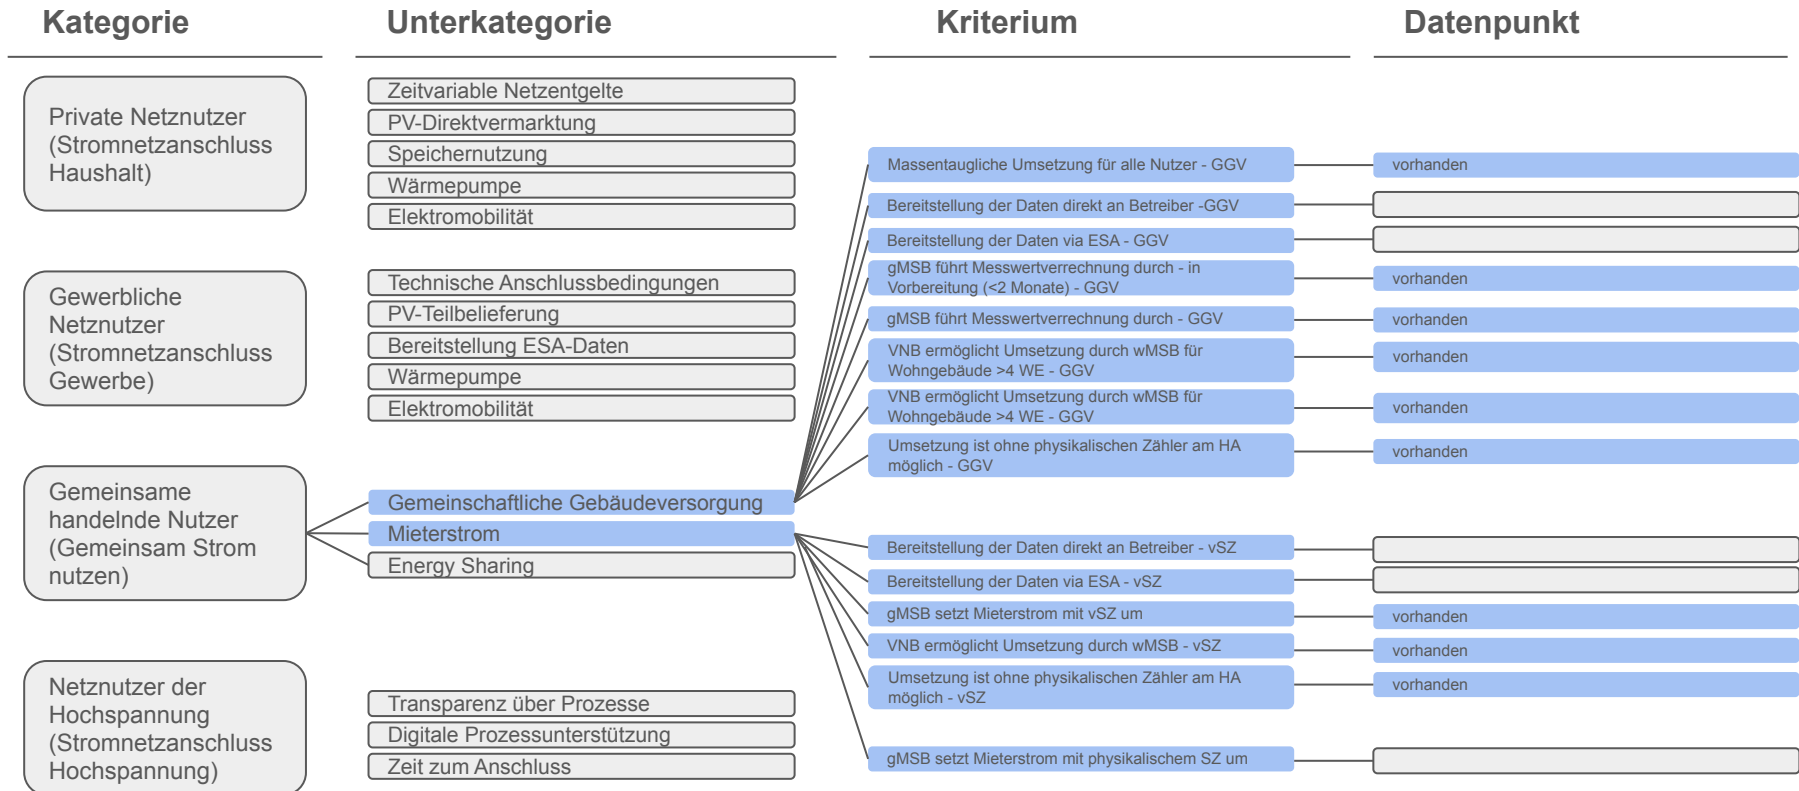 Kategorie
Unterkategorie
Kriterium
Datenpunkt
Private Netznutzer
(Stromnetzanschluss
Haushalt)
Zeitvariable Netzentgelte
PV-Direktvermarktung
Speichernutzung
Wärmepumpe
Elektromobilität
Gewerbliche
Netznutzer
(Stromnetzanschluss
Gewerbe)
Technische Anschlussbedingungen
PV-Teilbelieferung
Bereitstellung ESA-Daten
Wärmepumpe
Elektromobilität
Gemeinsame
handelnde Nutzer
(Gemeinsam Strom
nutzen)
Gemeinschaftliche Gebäudeversorgung
Mieterstrom
Energy Sharing
Netznutzer der
Hochspannung
(Stromnetzanschluss
Hochspannung)
Transparenz über Prozesse
Digitale Prozessunterstützung
Zeit zum Anschluss
Massentaugliche Umsetzung für alle Nutzer - GGV
vorhanden
Bereitstellung der Daten direkt an Betreiber -GGV
Bereitstellung der Daten via ESA - GGV
gMSB führt Messwertverrechnung durch - in
Vorbereitung (<2 Monate) - GGV
vorhanden
gMSB führt Messwertverrechnung durch - GGV
vorhanden
VNB ermöglicht Umsetzung durch wMSB für
Wohngebäude >4 WE - GGV
vorhanden
VNB ermöglicht Umsetzung durch wMSB für
Wohngebäude >4 WE - GGV
vorhanden
Umsetzung ist ohne physikalischen Zähler am HA
möglich - GGV
vorhanden
Bereitstellung der Daten direkt an Betreiber - vSZ
Bereitstellung der Daten via ESA - vSZ
gMSB setzt Mieterstrom mit vSZ um
vorhanden
VNB ermöglicht Umsetzung durch wMSB - vSZ
vorhanden
Umsetzung ist ohne physikalischen Zähler am HA
möglich - vSZ
vorhanden
gMSB setzt Mieterstrom mit physikalischem SZ um